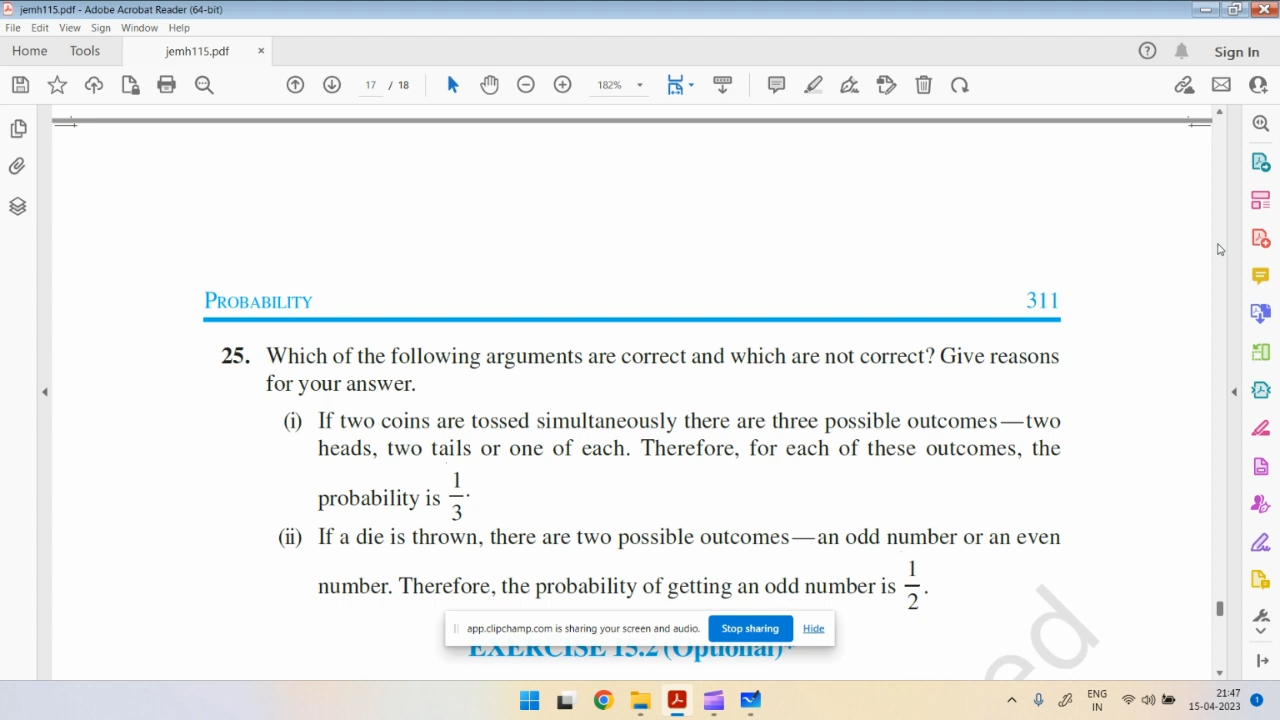 jemh115.pdf - Adobe Acrobat Reader (64-bit)
File Edit View Sign Window Help
Home Tools jemh115.pdf × Sign In
17 / 18 182%
PROBABILITY 311
25. Which of the following arguments are correct and which are not correct? Give reasons
for your answer.
(i) If two coins are tossed simultaneously there are three possible outcomes—two
heads, two tails or one of each. Therefore, for each of these outcomes, the
probability is 1/3.
(ii) If a die is thrown, there are two possible outcomes—an odd number or an even
number. Therefore, the probability of getting an odd number is 1/2.
app.clipchamp.com is sharing your screen and audio. Stop sharing Hide
EXERCISE 15.2 (Optional)*
ed
ENG 21:47
IN 15-04-2023 1